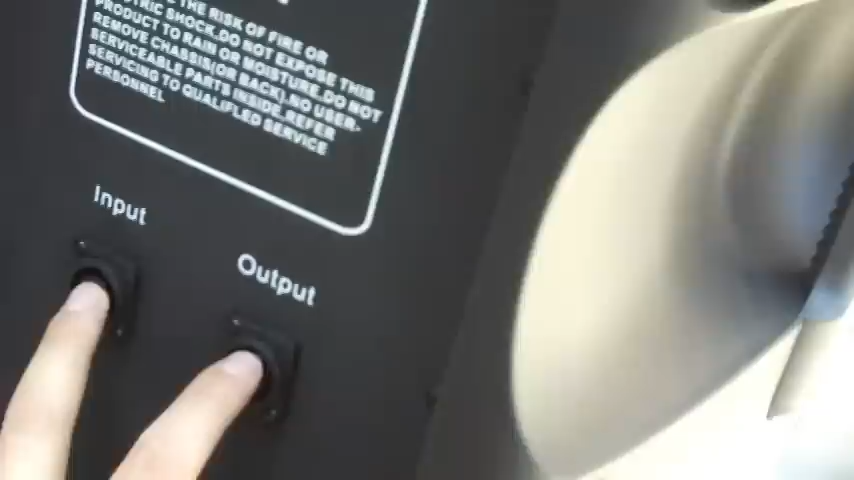 THE RISK OF FIRE OR
TRIC SHOCK,DO NOT EXPOSE THIS
PRODUCT TO RAIN OR MOISTURE.DO NOT
REMOVE CHASSIS(OR BACK).NO USER-
SERVICEABLE PARTS INSIDE,REFER
SERVICING TO QUALIFLED SERVICE
PERSONNEL
Input
Output